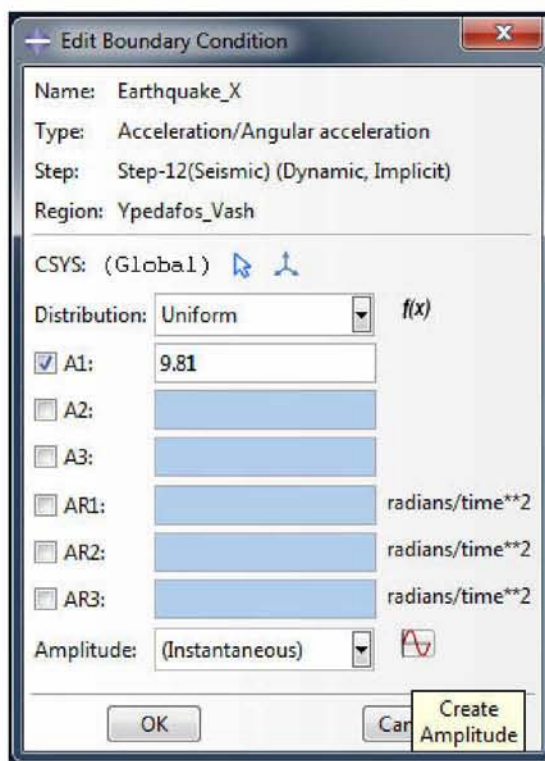 Edit Boundary Condition
Name: Earthquake_X
Type: Acceleration/Angular acceleration
Step: Step-12(Seismic) (Dynamic, Implicit)
Region: Ypedafos_Vash
CSYS: (Global)
Distribution: Uniform f(x)
A1: 9.81
A2:
A3:
AR1: radians/time**2
AR2: radians/time**2
AR3: radians/time**2
Amplitude: (Instantaneous)
OK Can
Create
Amplitude